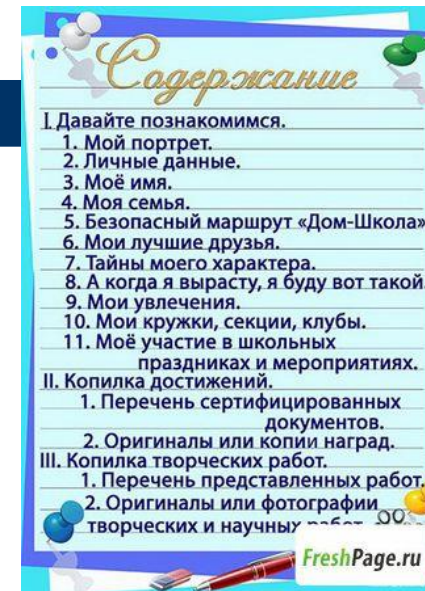 Содержание
I. Давайте познакомимся.
1. Мой портрет.
2. Личные данные.
3. Моё имя.
4. Моя семья.
5. Безопасный маршрут «Дом-Школа»
6. Мои лучшие друзья.
7. Тайны моего характера.
8. А когда я вырасту, я буду вот такой.
9. Мои увлечения.
10. Мои кружки, секции, клубы.
11. Моё участие в школьных
праздниках и мероприятиях.
II. Копилка достижений.
1. Перечень сертифицированных
документов.
2. Оригиналы или копии наград.
III. Копилка творческих работ.
1. Перечень представленных работ.
2. Оригиналы или фотографии
творческих и научных работ
FreshPage.ru